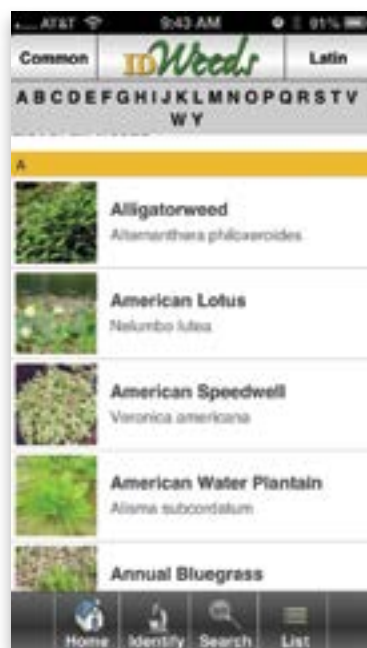 AT&T 9:43 AM 91%
Common IDWeeds Latin
A B C D E F G H I J K L M N O P Q R S T V
W Y
A
Alligatorweed
Alternanthera philoxeroides
American Lotus
Nelumbo lutea
American Speedwell
Veronica americana
American Water Plantain
Alisma subcordatum
Annual Bluegrass
Home Identify Search List